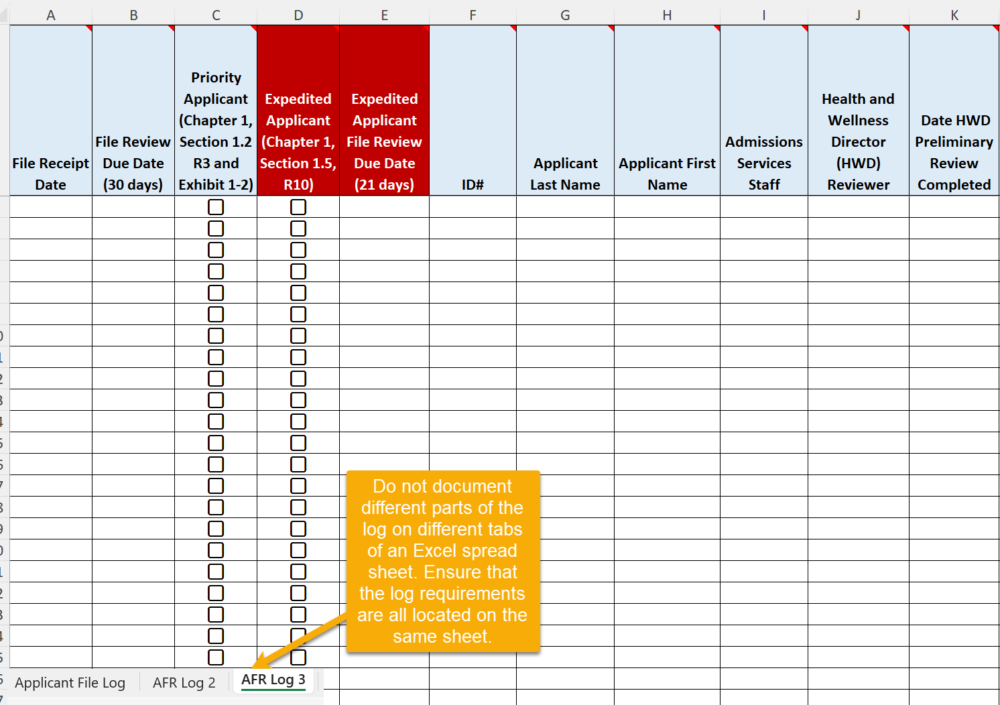 A B C D E F G H I J K
File Receipt
Date
File Review
Due Date
(30 days)
Priority
Applicant
(Chapter 1,
Section 1.2
R3 and
Exhibit 1-2)
Expedited
Applicant
(Chapter 1,
Section 1.5,
R10)
Expedited
Applicant
File Review
Due Date
(21 days)
ID#
Applicant
Last Name
Applicant First
Name
Admissions
Services
Staff
Health and
Wellness
Director
(HWD)
Reviewer
Date HWD
Preliminary
Review
Completed
Do not document
different parts of the
log on different tabs
of an Excel spread
sheet. Ensure that
the log requirements
are all located on the
same sheet.
Applicant File Log AFR Log 2 AFR Log 3